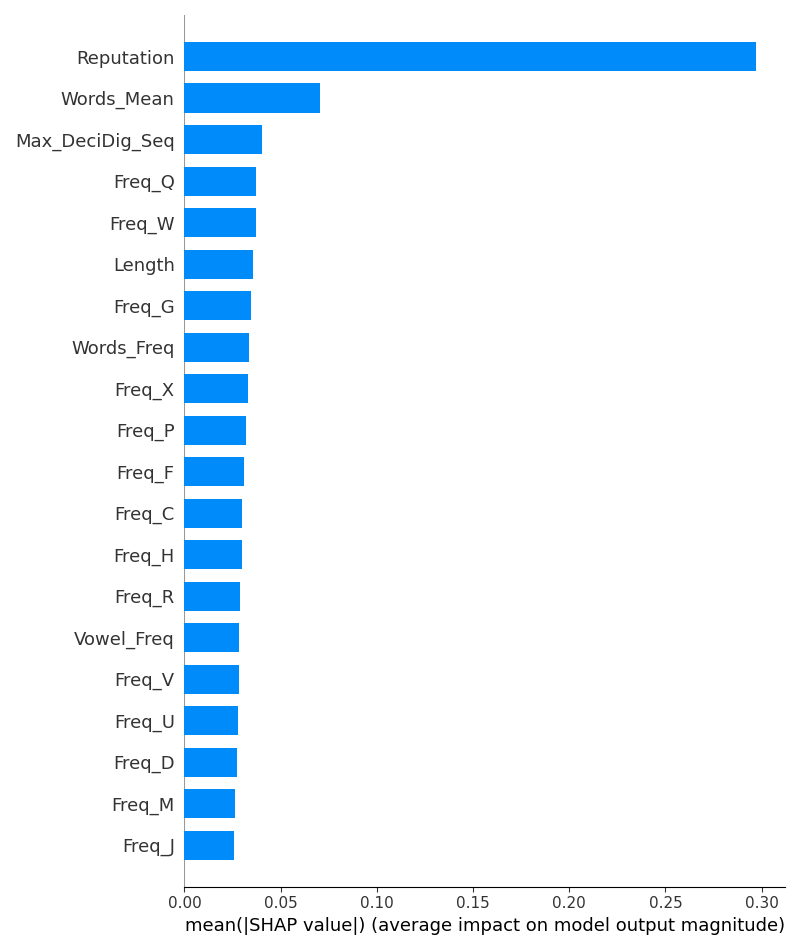 Reputation
Words_Mean
Max_DeciDig_Seq
Freq_Q
Freq_W
Length
Freq_G
Words_Freq
Freq_X
Freq_P
Freq_F
Freq_C
Freq_H
Freq_R
Vowel_Freq
Freq_V
Freq_U
Freq_D
Freq_M
Freq_J
0.00 0.05 0.10 0.15 0.20 0.25 0.30
mean(|SHAP value|) (average impact on model output magnitude)